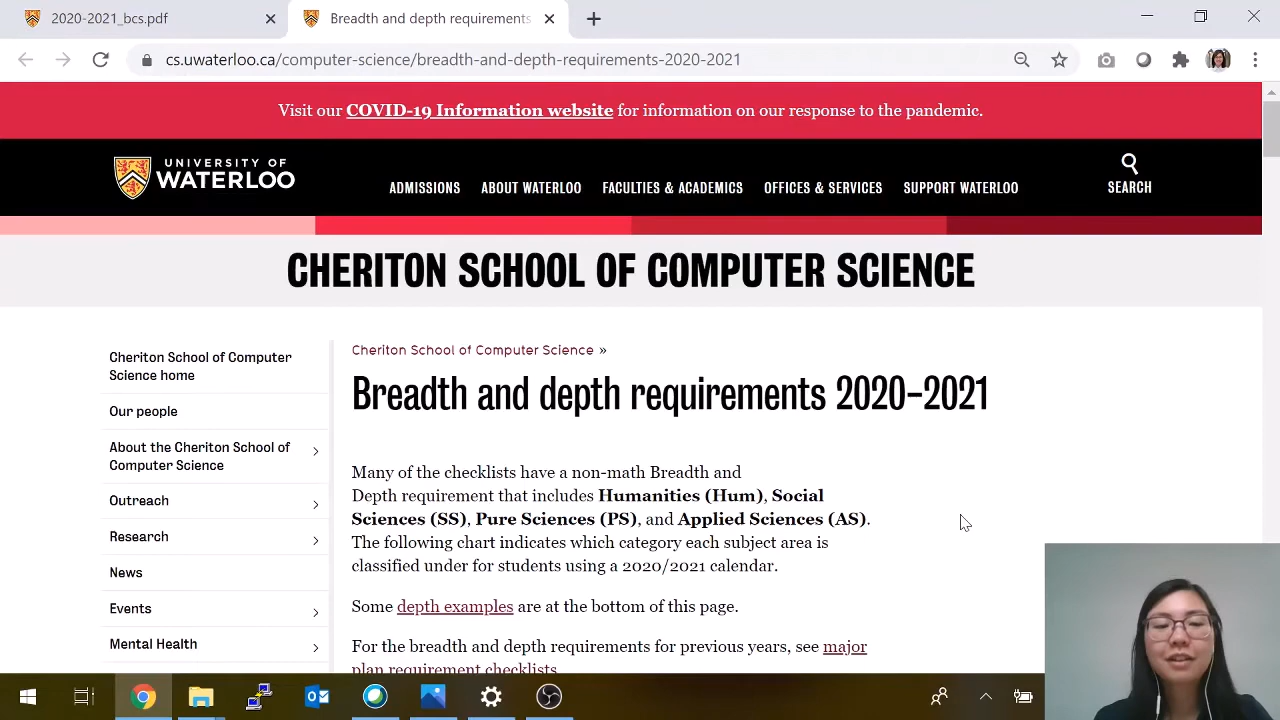 2020-2021_bcs.pdf
Breadth and depth requirements
cs.uwaterloo.ca/computer-science/breadth-and-depth-requirements-2020-2021
Visit our COVID-19 Information website for information on our response to the pandemic.
UNIVERSITY OF
WATERLOO
ADMISSIONS
ABOUT WATERLOO
FACULTIES & ACADEMICS
OFFICES & SERVICES
SUPPORT WATERLOO
SEARCH
CHERITON SCHOOL OF COMPUTER SCIENCE
Cheriton School of Computer
Science home
Our people
About the Cheriton School of
Computer Science
Outreach
Research
News
Events
Mental Health
Cheriton School of Computer Science »
Breadth and depth requirements 2020-2021
Many of the checklists have a non-math Breadth and
Depth requirement that includes Humanities (Hum), Social
Sciences (SS), Pure Sciences (PS), and Applied Sciences (AS).
The following chart indicates which category each subject area is
classified under for students using a 2020/2021 calendar.
Some depth examples are at the bottom of this page.
For the breadth and depth requirements for previous years, see major
plan requirement checklists.